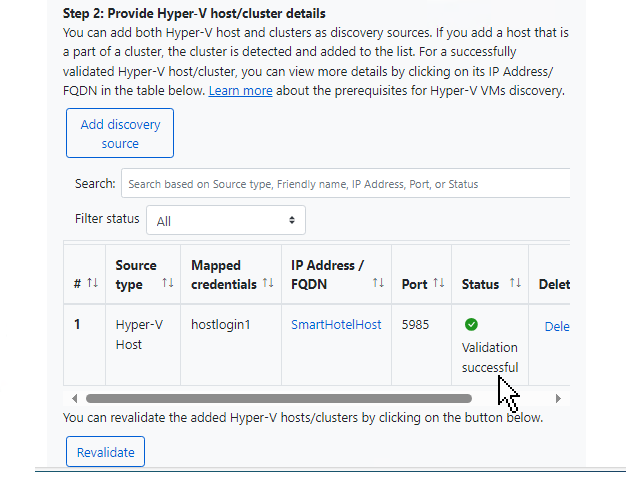 Step 2: Provide Hyper-V host/cluster details
You can add both Hyper-V host and clusters as discovery sources. If you add a host that is
a part of a cluster, the cluster is detected and added to the list. For a successfully
validated Hyper-V host/cluster, you can view more details by clicking on its IP Address/
FQDN in the table below. Learn more about the prerequisites for Hyper-V VMs discovery.
Add discovery
source
Search: Search based on Source type, Friendly name, IP Address, Port, or Status
Filter status All
# Source type Mapped credentials IP Address / FQDN Port Status Delet
1 Hyper-V Host hostlogin1 SmartHotelHost 5985 Validation successful Dele
You can revalidate the added Hyper-V hosts/clusters by clicking on the button below.
Revalidate